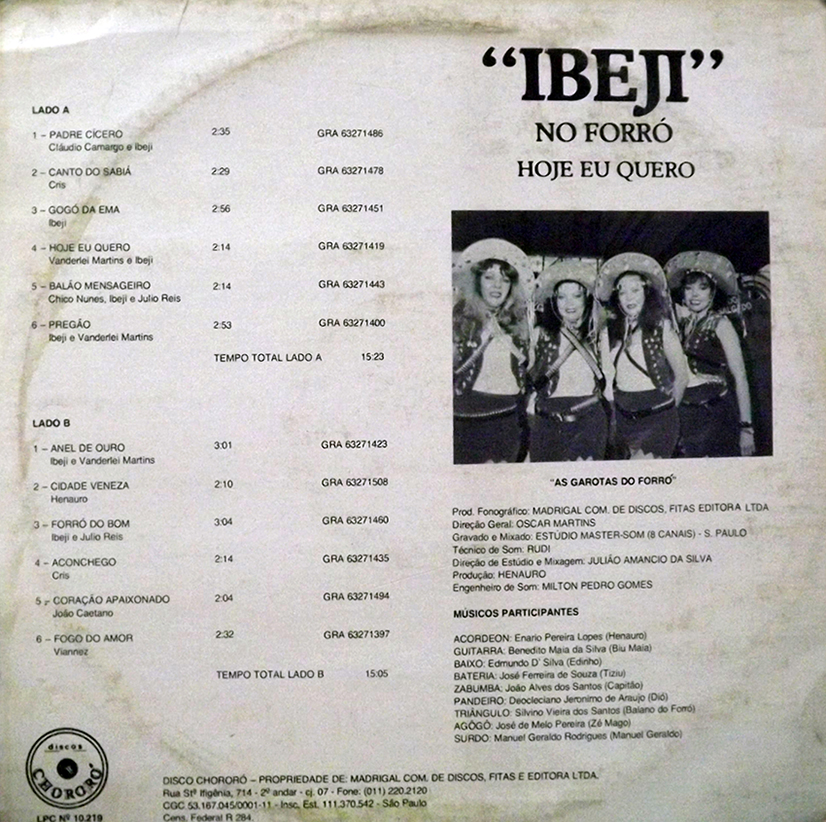 LADO A
1 – PADRE CÍCERO 2:35 GRA 63271486
Cláudio Camargo e Ibeji
2 – CANTO DO SABIÁ 2:29 GRA 63271478
Cris
3 – GOGÓ DA EMA 2:56 GRA 63271451
Ibeji
4 – HOJE EU QUERO 2:14 GRA 63271419
Vanderlei Martins e Ibeji
5 – BALÃO MENSAGEIRO 2:14 GRA 63271443
Chico Nunes, Ibeji e Julio Reis
6 – PREGÃO 2:53 GRA 63271400
Ibeji e Vanderlei Martins
TEMPO TOTAL LADO A 15:23
LADO B
1 – ANEL DE OURO 3:01 GRA 63271423
Ibeji e Vanderlei Martins
2 – CIDADE VENEZA 2:10 GRA 63271508
Henauro
3 – FORRÓ DO BOM 3:04 GRA 63271460
Ibeji e Julio Reis
4 – ACONCHEGO 2:14 GRA 63271435
Cris
5 – CORAÇÃO APAIXONADO 2:04 GRA 63271494
João Caetano
6 – FOGO DO AMOR 2:32 GRA 63271397
Viannez
TEMPO TOTAL LADO B 15:05
“IBEJI”
NO FORRÓ
HOJE EU QUERO
“AS GAROTAS DO FORRÓ”
Prod. Fonográfico: MADRIGAL COM. DE DISCOS, FITAS EDITORA LTDA
Direção Geral: OSCAR MARTINS
Gravado e Mixado: ESTÚDIO MASTER-SOM (8 CANAIS) - S. PAULO
Técnico de Som: RUDI
Direção de Estúdio e Mixagem: JULIÃO AMANCIO DA SILVA
Produção: HENAURO
Engenheiro de Som: MILTON PEDRO GOMES
MÚSICOS PARTICIPANTES
ACORDEON: Enario Pereira Lopes (Henauro)
GUITARRA: Benedito Maia da Silva (Biu Maia)
BAIXO: Edmundo D' Silva (Edinho)
BATERIA: José Ferreira de Souza (Tiziu)
ZABUMBA: João Alves dos Santos (Capitão)
PANDEIRO: Deocleciano Jeronimo de Araujo (Dió)
TRIÂNGULO: Silvino Vieira dos Santos (Baiano do Forró)
AGÔGÔ: José de Melo Pereira (Zé Mago)
SURDO: Manuel Geraldo Rodrigues (Manuel Geraldo)
discos
CHORORÓ
LPC Nº 10.219
DISCO CHORORÓ – PROPRIEDADE DE: MADRIGAL COM. DE DISCOS, FITAS E EDITORA LTDA.
Rua Stª Ifigênia, 714 - 2º andar - cj. 07 - Fone: (011) 220.2120
CGC 53.167.045/0001-11 - Insc. Est. 111.370.542 - São Paulo
Cens. Federal R 284.